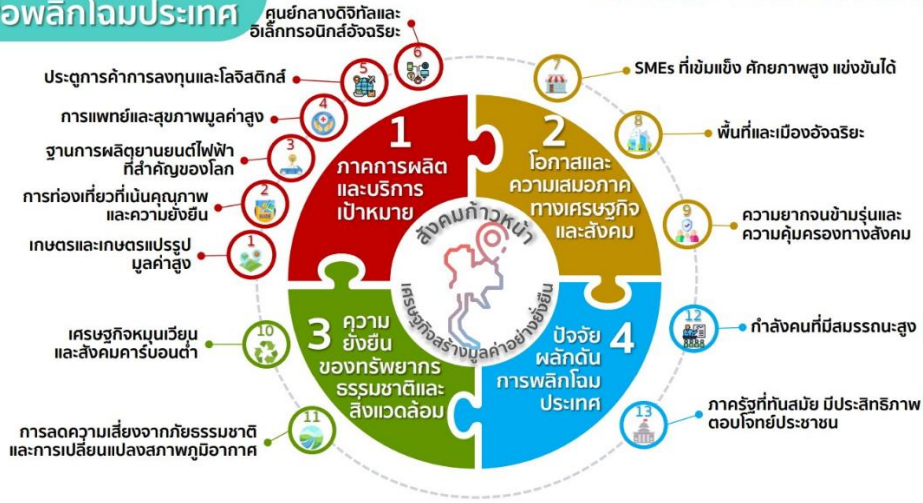 อพลิกโฉมประเทศ
ศูนย์กลางดิจิทัลและ
อิเล็กทรอนิกส์อัจฉริยะ
6
ประตูการค้าการลงทุนและโลจิสติกส์
5
การแพทย์และสุขภาพมูลค่าสูง
4
ฐานการผลิตยานยนต์ไฟฟ้า
ที่สำคัญของโลก
3
การท่องเที่ยวที่เน้นคุณภาพ
และความยั่งยืน
2
เกษตรและเกษตรแปรรูป
มูลค่าสูง
1
1
ภาคการผลิต
และบริการ
เป้าหมาย
2
โอกาสและ
ความเสมอภาค
ทางเศรษฐกิจ
และสังคม
7
SMEs ที่เข้มแข็ง ศักยภาพสูง แข่งขันได้
8
พื้นที่และเมืองอัจฉริยะ
9
ความยากจนข้ามรุ่นและ
ความคุ้มครองทางสังคม
สังคมก้าวหน้า
เศรษฐกิจสร้างมูลค่าอย่างยั่งยืน
3 ความ
ยั่งยืน
ของทรัพยากร
ธรรมชาติและ
สิ่งแวดล้อม
10
เศรษฐกิจหมุนเวียน
และสังคมคาร์บอนต่ำ
11
การลดความเสี่ยงจากภัยธรรมชาติ
และการเปลี่ยนแปลงสภาพภูมิอากาศ
4
ปัจจัย
ผลักดัน
การพลิกโฉม
ประเทศ
12
กำลังคนที่มีสมรรถนะสูง
13
ภาครัฐที่ทันสมัย มีประสิทธิภาพ
ตอบโจทย์ประชาชน